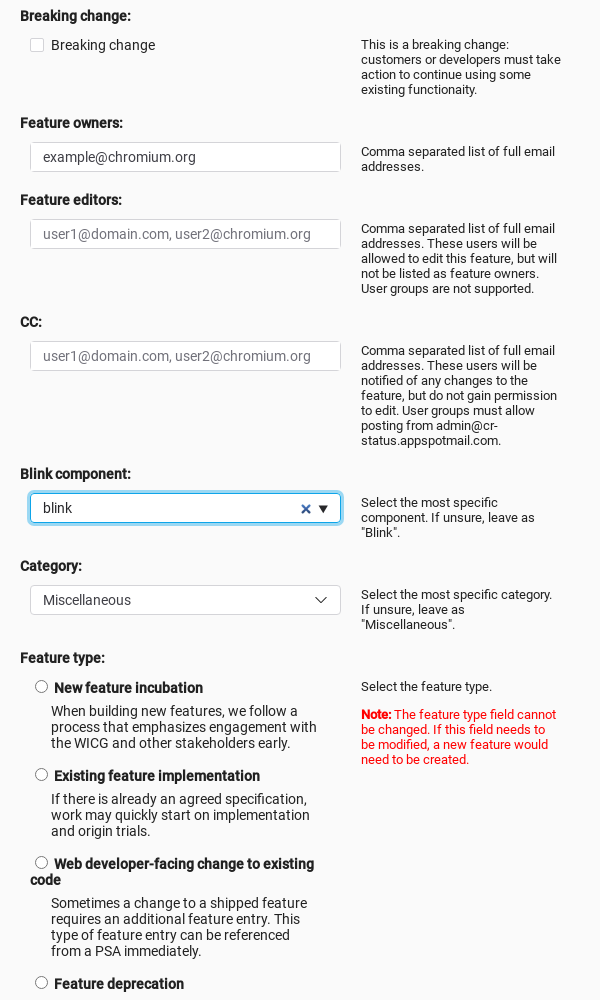 Breaking change:
Breaking change
This is a breaking change:
customers or developers must take
action to continue using some
existing functionaity.
Feature owners:
example@chromium.org
Comma separated list of full email
addresses.
Feature editors:
user1@domain.com, user2@chromium.org
Comma separated list of full email
addresses. These users will be
allowed to edit this feature, but will
not be listed as feature owners.
User groups are not supported.
CC:
user1@domain.com, user2@chromium.org
Comma separated list of full email
addresses. These users will be
notified of any changes to the
feature, but do not gain permission
to edit. User groups must allow
posting from admin@cr-
status.appspotmail.com.
Blink component:
blink
Select the most specific
component. If unsure, leave as
"Blink".
Category:
Miscellaneous
Select the most specific category.
If unsure, leave as
"Miscellaneous".
Feature type:
New feature incubation
When building new features, we follow a
process that emphasizes engagement with
the WICG and other stakeholders early.
Existing feature implementation
If there is already an agreed specification,
work may quickly start on implementation
and origin trials.
Web developer-facing change to existing
code
Sometimes a change to a shipped feature
requires an additional feature entry. This
type of feature entry can be referenced
from a PSA immediately.
Feature deprecation
Select the feature type.
Note: The feature type field cannot
be changed. If this field needs to
be modified, a new feature would
need to be created.